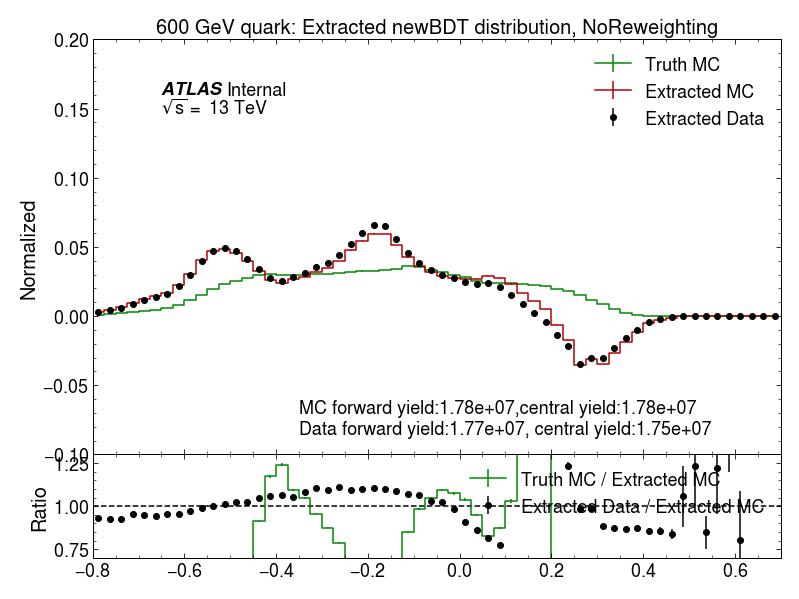 600 GeV quark: Extracted newBDT distribution, NoReweighting
0.20
0.15
0.10
0.05
0.00
−0.05
−0.10
Normalized
ATLAS Internal
√s = 13 TeV
Truth MC
Extracted MC
Extracted Data
MC forward yield:1.78e+07,central yield:1.78e+07
Data forward yield:1.77e+07, central yield:1.75e+07
1.25
1.00
0.75
Ratio
Truth MC / Extracted MC
Extracted Data / Extracted MC
−0.8 −0.6 −0.4 −0.2 0.0 0.2 0.4 0.6